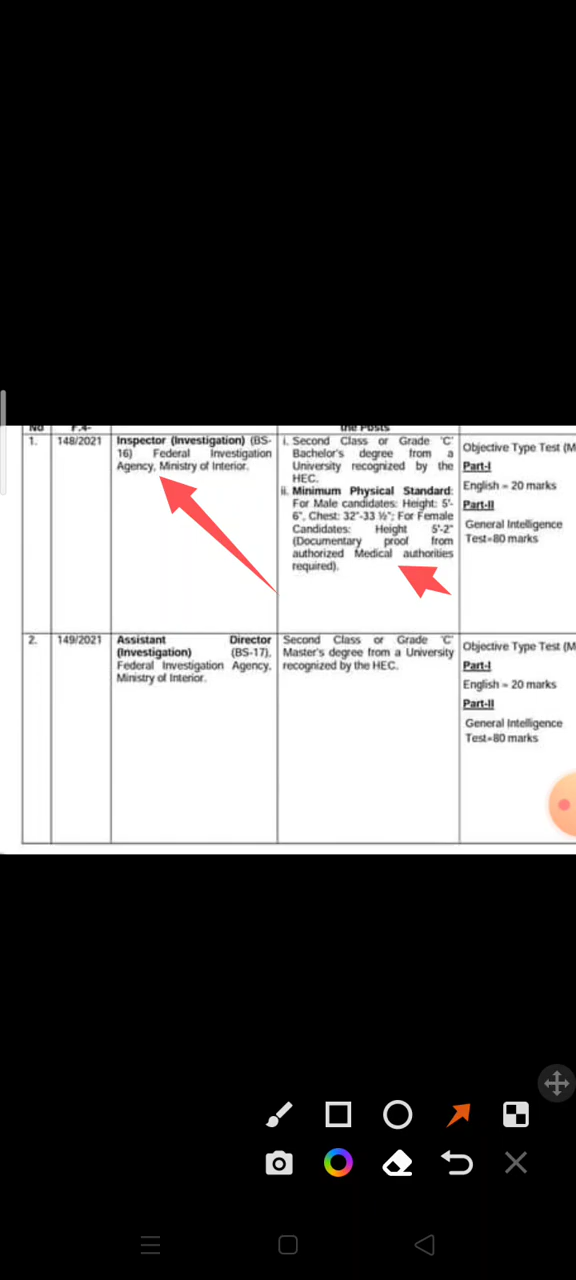 No F.4- the Posts
1. 148/2021 Inspector (Investigation) (BS-
16) Federal Investigation
Agency, Ministry of Interior.
i. Second Class or Grade 'C'
Bachelor's degree from a
University recognized by the
HEC.
ii. Minimum Physical Standard:
For Male candidates: Height: 5'-
6", Chest: 32"-33 ½"; For Female
Candidates: Height 5'-2"
(Documentary proof from
authorized Medical authorities
required).
Objective Type Test (M
Part-I
English = 20 marks
Part-II
General Intelligence
Test=80 marks
2. 149/2021 Assistant Director
(Investigation) (BS-17),
Federal Investigation Agency,
Ministry of Interior.
Second Class or Grade 'C'
Master's degree from a University
recognized by the HEC.
Objective Type Test (M
Part-I
English = 20 marks
Part-II
General Intelligence
Test=80 marks